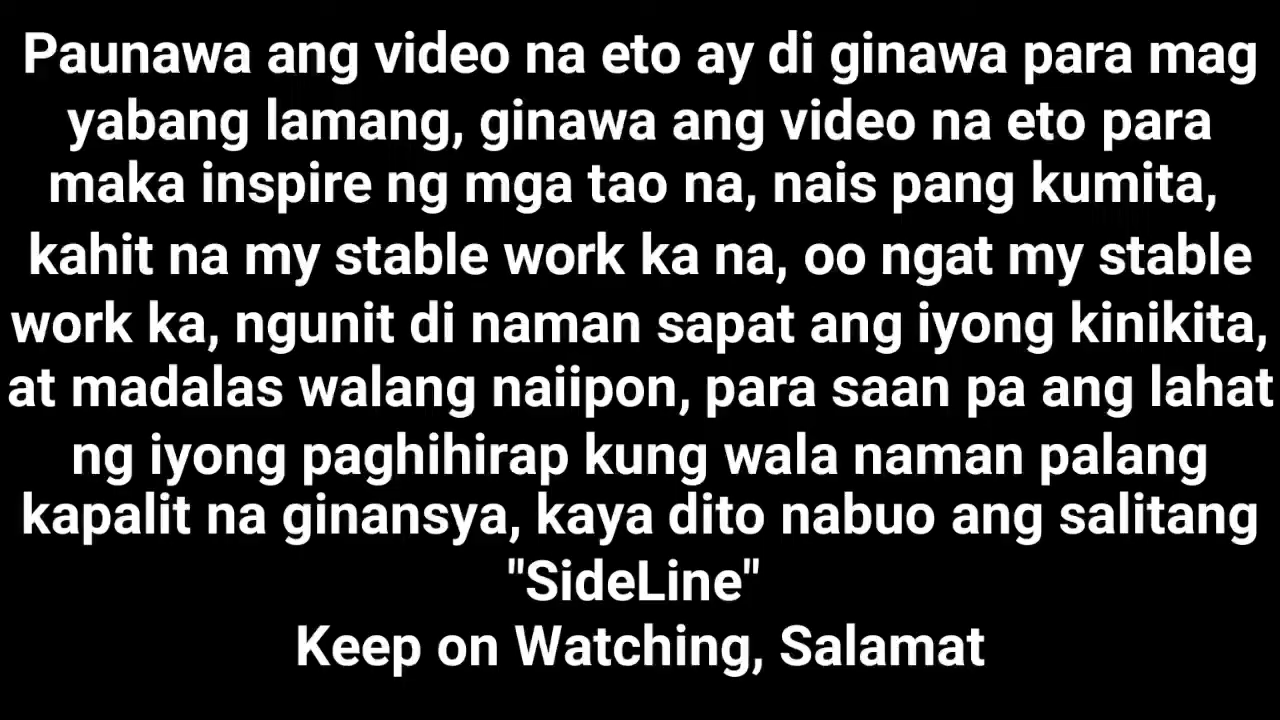 Paunawa ang video na eto ay di ginawa para mag
yabang lamang, ginawa ang video na eto para
maka inspire ng mga tao na, nais pang kumita,
kahit na my stable work ka na, oo ngat my stable
work ka, ngunit di naman sapat ang iyong kinikita,
at madalas walang naiipon, para saan pa ang lahat
ng iyong paghihirap kung wala naman palang
kapalit na ginansya, kaya dito nabuo ang salitang
"SideLine"
Keep on Watching, Salamat